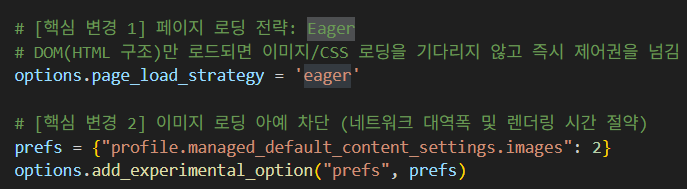 # [핵심 변경 1] 페이지 로딩 전략: Eager
# DOM(HTML 구조)만 로드되면 이미지/CSS 로딩을 기다리지 않고 즉시 제어권을 넘김
options.page_load_strategy = 'eager'
# [핵심 변경 2] 이미지 로딩 아예 차단 (네트워크 대역폭 및 렌더링 시간 절약)
prefs = {"profile.managed_default_content_settings.images": 2}
options.add_experimental_option("prefs", prefs)